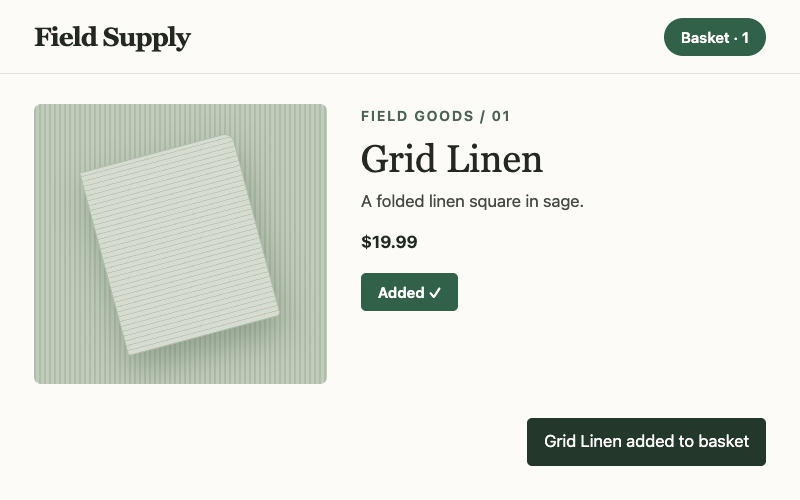 Field Supply
Basket · 1
FIELD GOODS / 01
Grid Linen
A folded linen square in sage.
$19.99
Added ✓
Grid Linen added to basket